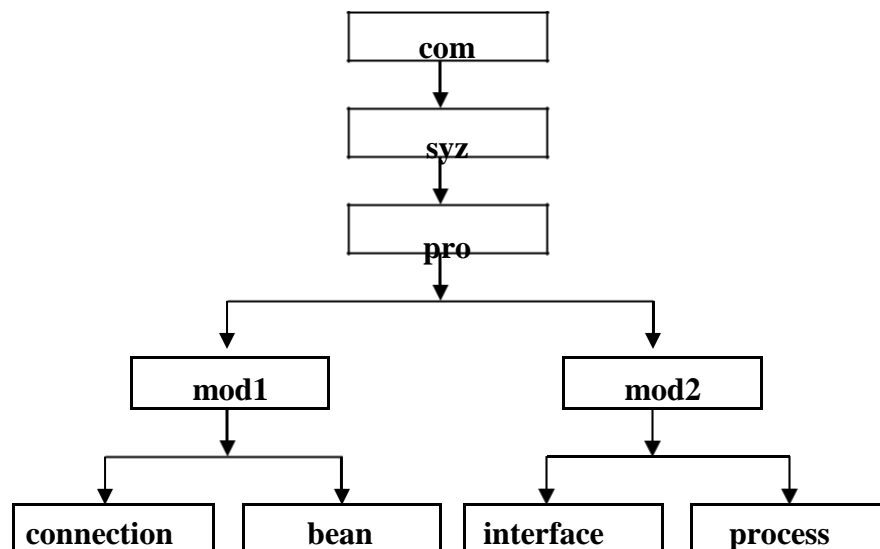 com
syz
pro
mod1 mod2
connection bean interface process